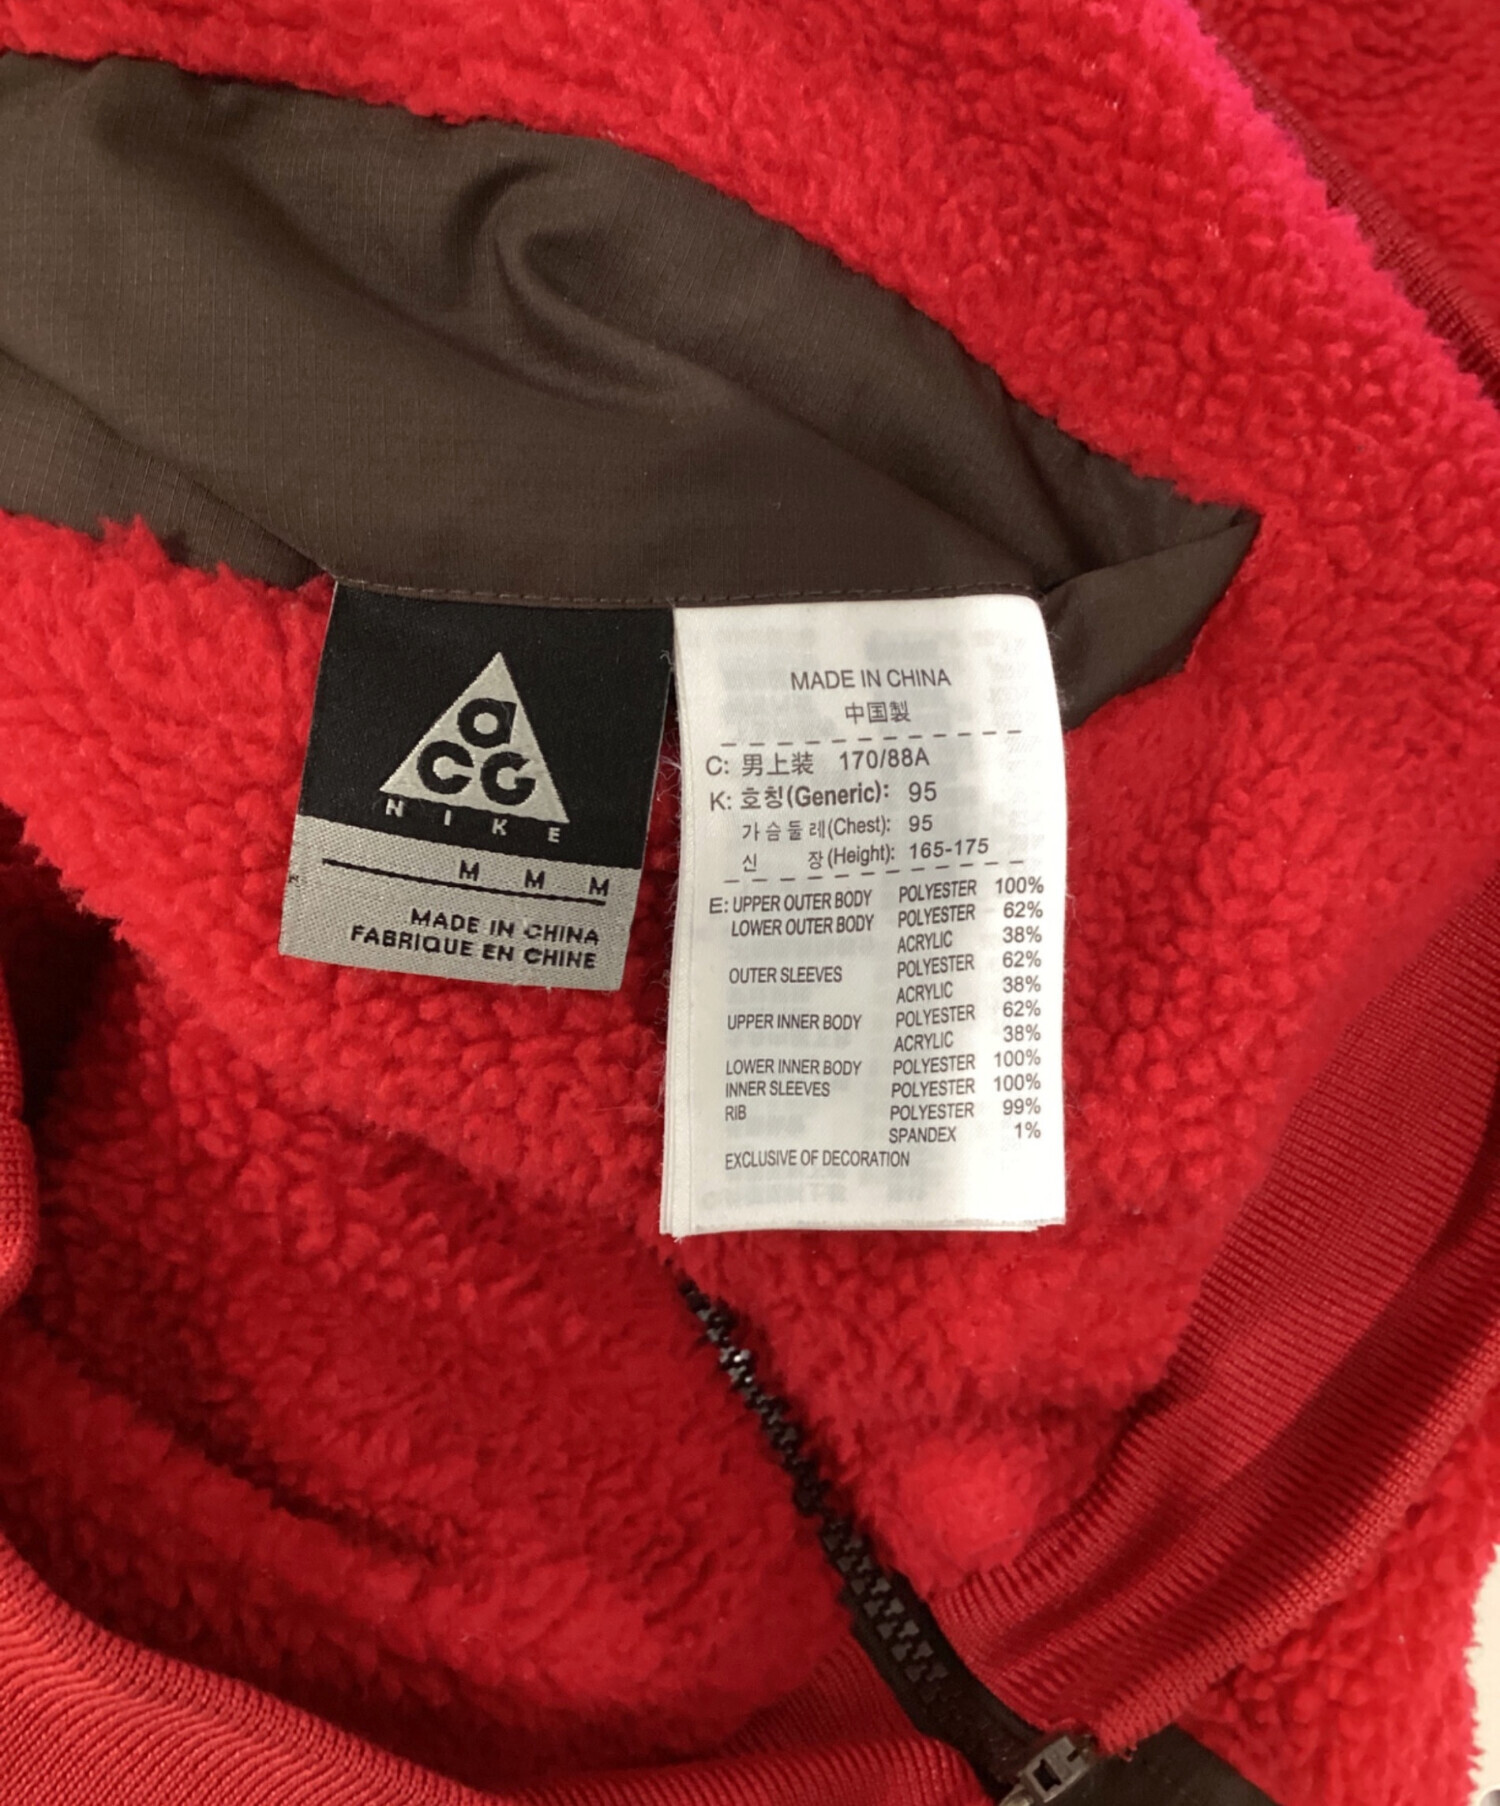 a
CG
NIKE
M M M
MADE IN CHINA
FABRIQUE EN CHINE
MADE IN CHINA
中国製
C: 男上装 170/88A
K: 호칭(Generic): 95
가슴둘레(Chest): 95
신 장(Height): 165-175
E: UPPER OUTER BODY POLYESTER 100%
LOWER OUTER BODY POLYESTER 62%
ACRYLIC 38%
OUTER SLEEVES POLYESTER 62%
ACRYLIC 38%
UPPER INNER BODY POLYESTER 62%
ACRYLIC 38%
LOWER INNER BODY POLYESTER 100%
INNER SLEEVES POLYESTER 100%
RIB POLYESTER 99%
SPANDEX 1%
EXCLUSIVE OF DECORATION